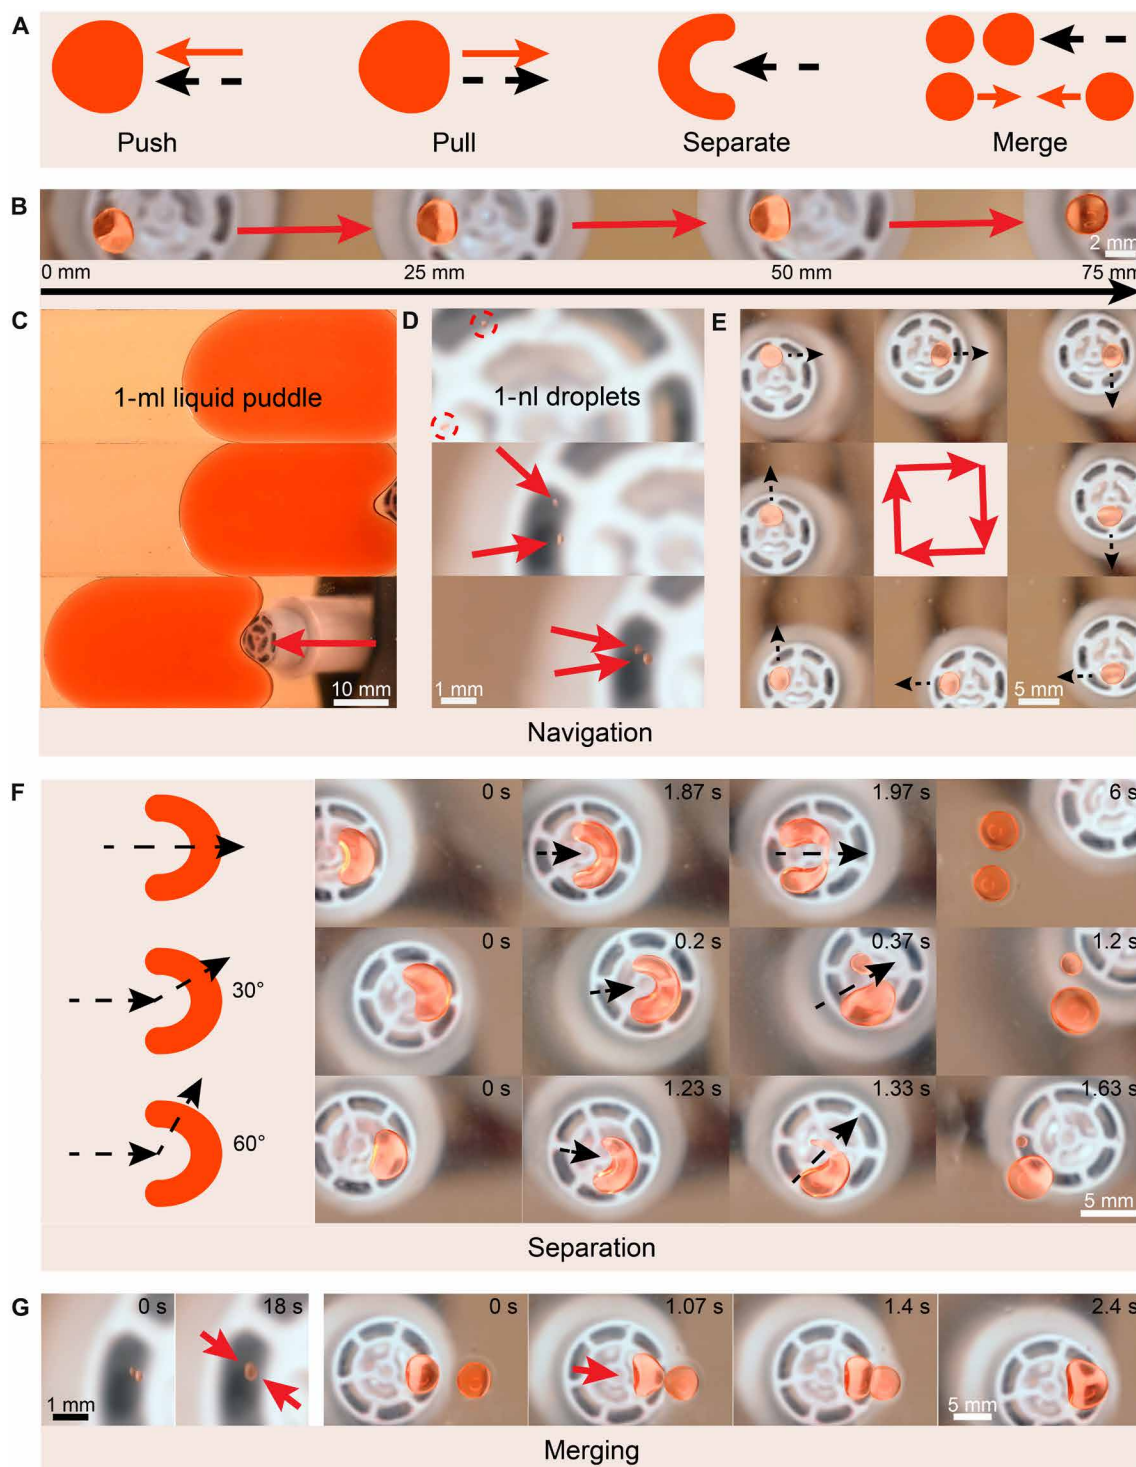 A
Push
Pull
Separate
Merge
B
2 mm
0 mm
25 mm
50 mm
75 mm
C
D
E
1-ml liquid puddle
1-nl droplets
10 mm
1 mm
5 mm
Navigation
F
0 s
1.87 s
1.97 s
6 s
30°
0 s
0.2 s
0.37 s
1.2 s
60°
0 s
1.23 s
1.33 s
1.63 s
5 mm
Separation
G
0 s
18 s
0 s
1.07 s
1.4 s
2.4 s
1 mm
5 mm
Merging